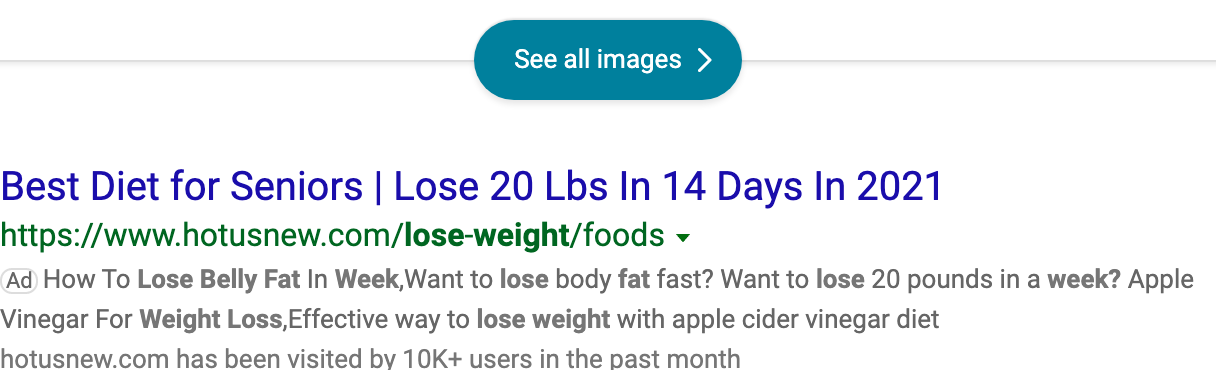 See all images
Best Diet for Seniors | Lose 20 Lbs In 14 Days In 2021
https://www.hotusnew.com/lose-weight/foods
Ad How To Lose Belly Fat In Week,Want to lose body fat fast? Want to lose 20 pounds in a week? Apple
Vinegar For Weight Loss,Effective way to lose weight with apple cider vinegar diet
hotusnew.com has been visited by 10K+ users in the past month